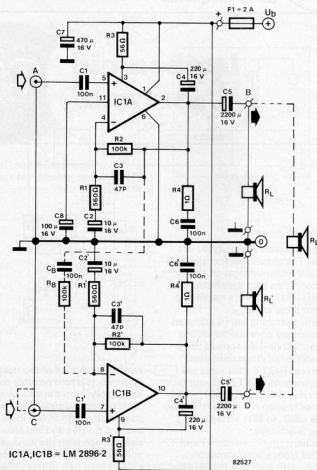 C7
470 µ
16 V
R3
56Ω
+
F1 = 2 A
Ub
+
220 µ
16 V
C4
A
C1
100n
5
3
1
+
11
IC1A
2
C5
2200 µ
16 V
B
4
−
6
R2
100k
C3
47p
R1
560Ω
R4
1Ω
RL
C8
100 µ
16 V
C2
10 µ
16 V
C6
100n
0
RL
CB
100n
C2'
10 µ
16 V
C6'
100n
RB
100k
R1'
560Ω
C3'
47p
R4'
1Ω
RL'
R2'
100k
8
−
IC1B
10
C5'
2200 µ
16 V
D
C
C1'
100n
7
+
9
C4'
220 µ
16 V
R3'
56Ω
IC1A,IC1B = LM 2896-2
82527